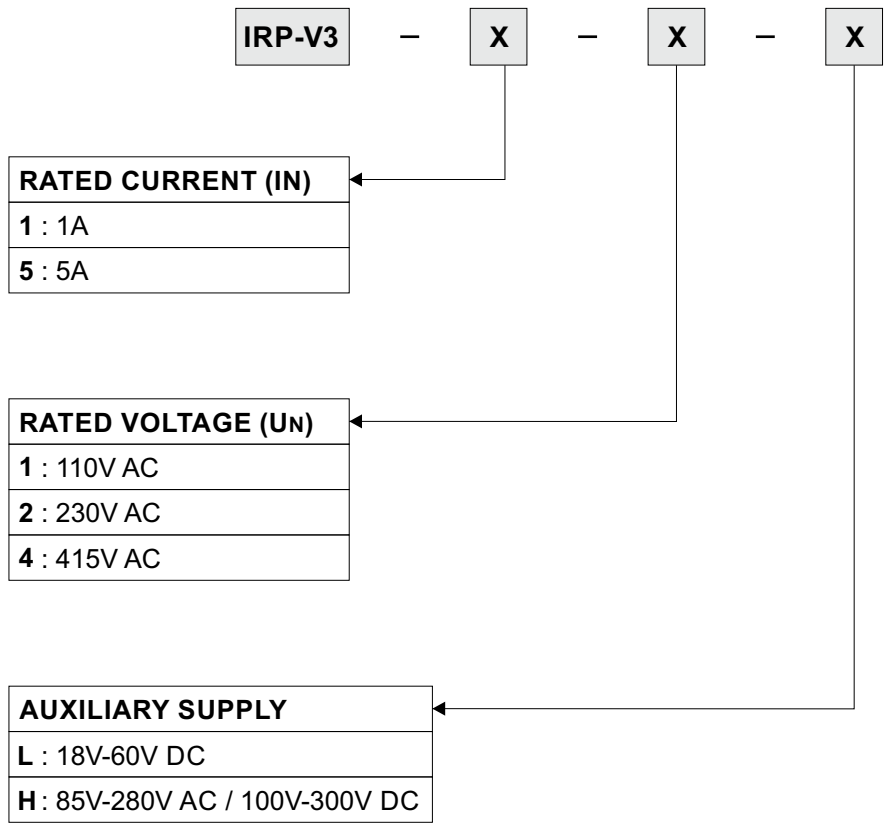 IRP-V3 – X – X – X
RATED CURRENT (IN)
1 : 1A
5 : 5A
RATED VOLTAGE (UN)
1 : 110V AC
2 : 230V AC
4 : 415V AC
AUXILIARY SUPPLY
L : 18V-60V DC
H : 85V-280V AC / 100V-300V DC